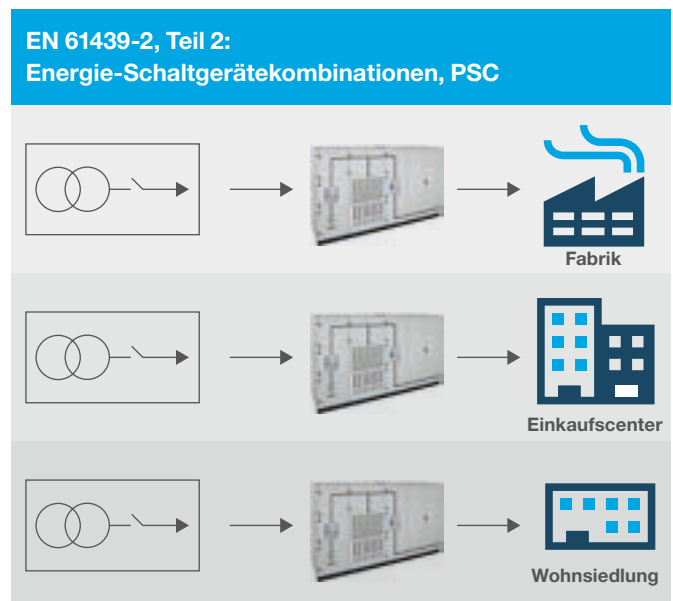 EN 61439-2, Teil 2:
Energie-Schaltgerätekombinationen, PSC
Fabrik
Einkaufscenter
Wohnsiedlung